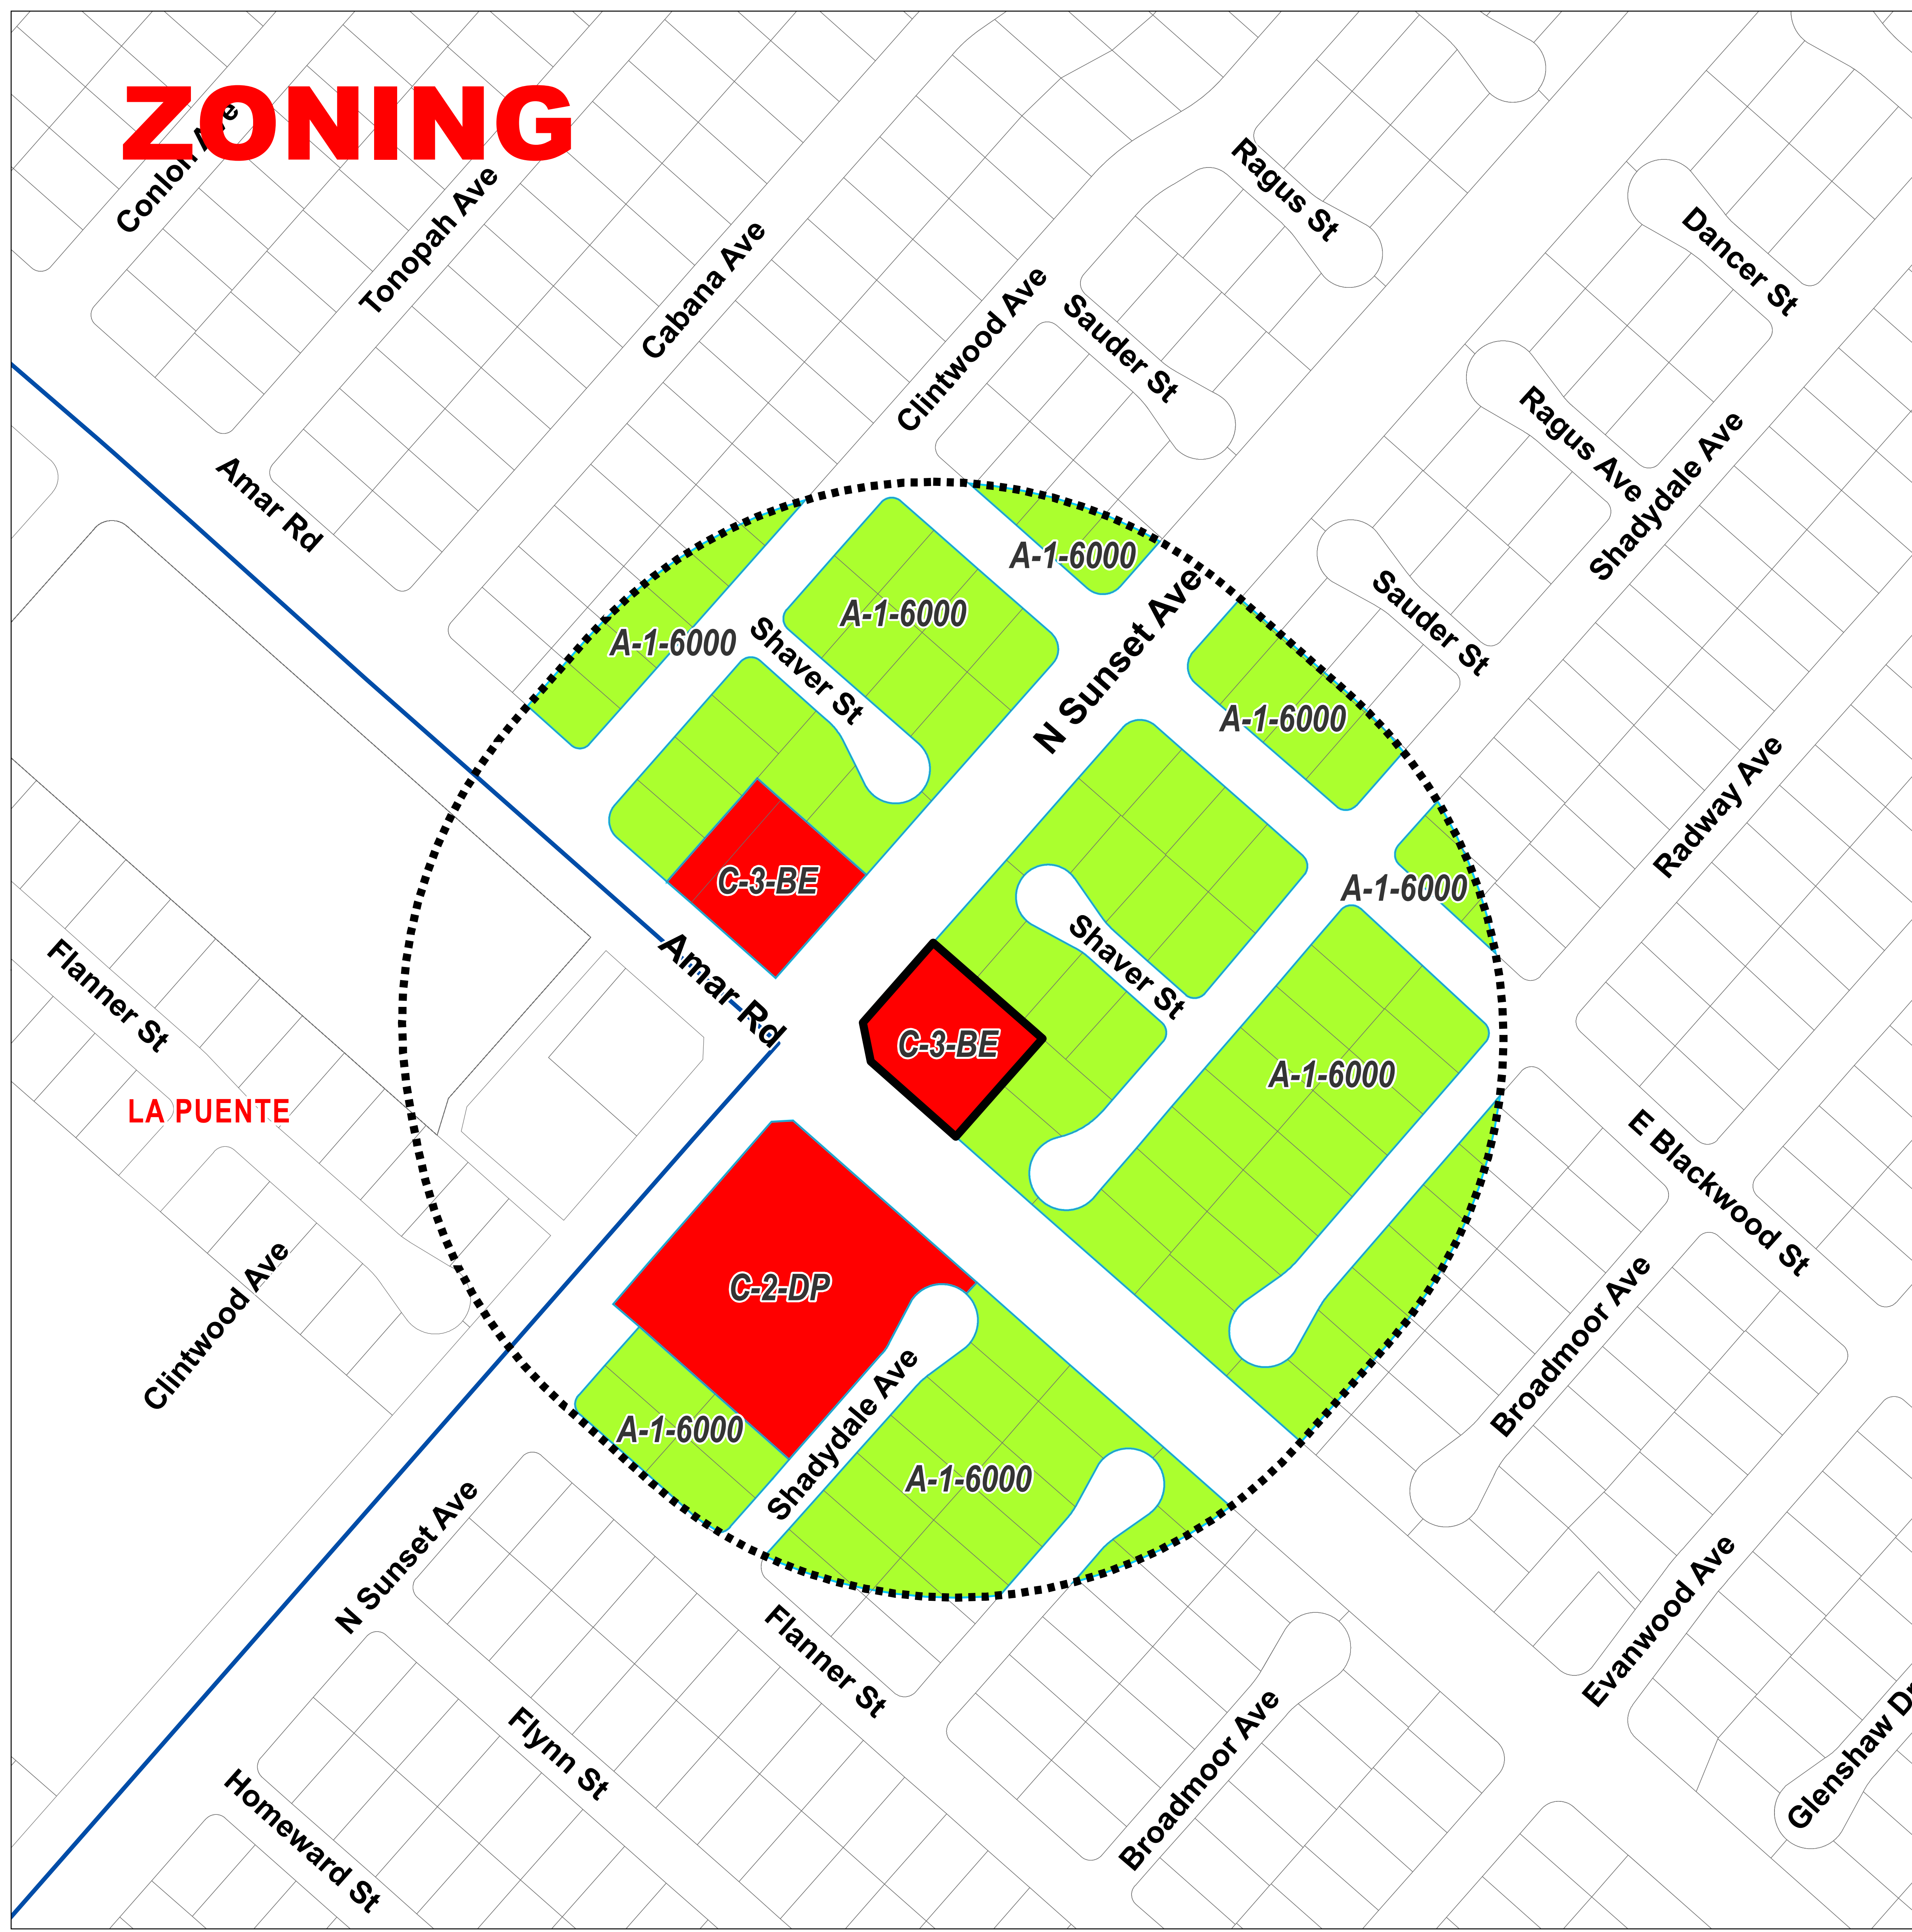 ZONING
Conlon Ave
Tonopah Ave
Cabana Ave
Clintwood Ave
Ragus St
Sauder St
Dancer St
Ragus Ave
Shadydale Ave
Amar Rd
A-1-6000
A-1-6000
A-1-6000
Shaver St
N Sunset Ave
Sauder St
A-1-6000
Radway Ave
C-3-BE
A-1-6000
Amar Rd
Shaver St
C-3-BE
A-1-6000
Flanner St
LA PUENTE
E Blackwood St
Clintwood Ave
C-2-DP
Broadmoor Ave
A-1-6000
Shadydale Ave
A-1-6000
N Sunset Ave
Flanner St
Evanwood Ave
Flynn St
Broadmoor Ave
Glenshaw Dr
Homeward St